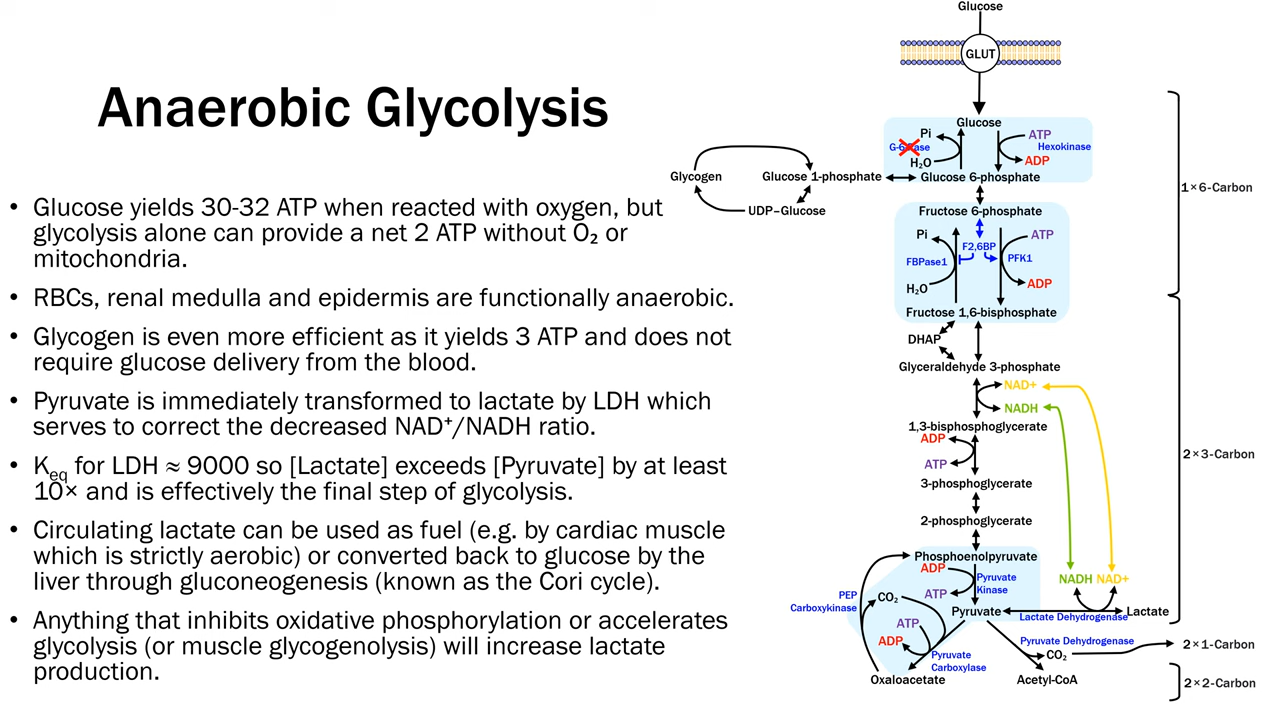 Anaerobic Glycolysis
• Glucose yields 30-32 ATP when reacted with oxygen, but
glycolysis alone can provide a net 2 ATP without O₂ or
mitochondria.
• RBCs, renal medulla and epidermis are functionally anaerobic.
• Glycogen is even more efficient as it yields 3 ATP and does not
require glucose delivery from the blood.
• Pyruvate is immediately transformed to lactate by LDH which
serves to correct the decreased NAD⁺/NADH ratio.
• Keq for LDH ≈ 9000 so [Lactate] exceeds [Pyruvate] by at least
10× and is effectively the final step of glycolysis.
• Circulating lactate can be used as fuel (e.g. by cardiac muscle
which is strictly aerobic) or converted back to glucose by the
liver through gluconeogenesis (known as the Cori cycle).
• Anything that inhibits oxidative phosphorylation or accelerates
glycolysis (or muscle glycogenolysis) will increase lactate
production.
Glucose
GLUT
Glucose
Pi
ATP
G-6-Pase
Hexokinase
H₂O
ADP
Glycogen
Glucose 1-phosphate
Glucose 6-phosphate
1×6-Carbon
UDP–Glucose
Fructose 6-phosphate
Pi
ATP
F2,6BP
FBPase1
PFK1
H₂O
ADP
Fructose 1,6-bisphosphate
DHAP
Glyceraldehyde 3-phosphate
NAD+
NADH
1,3-bisphosphoglycerate
ADP
ATP
2×3-Carbon
3-phosphoglycerate
2-phosphoglycerate
Phosphoenolpyruvate
ADP
Pyruvate
Kinase
ATP
NADH NAD+
PEP
Carboxykinase
CO₂
Pyruvate
Lactate
Lactate Dehydrogenase
ATP
ADP
Pyruvate Dehydrogenase
2×1-Carbon
CO₂
Pyruvate
Carboxylase
Oxaloacetate
Acetyl-CoA
2×2-Carbon